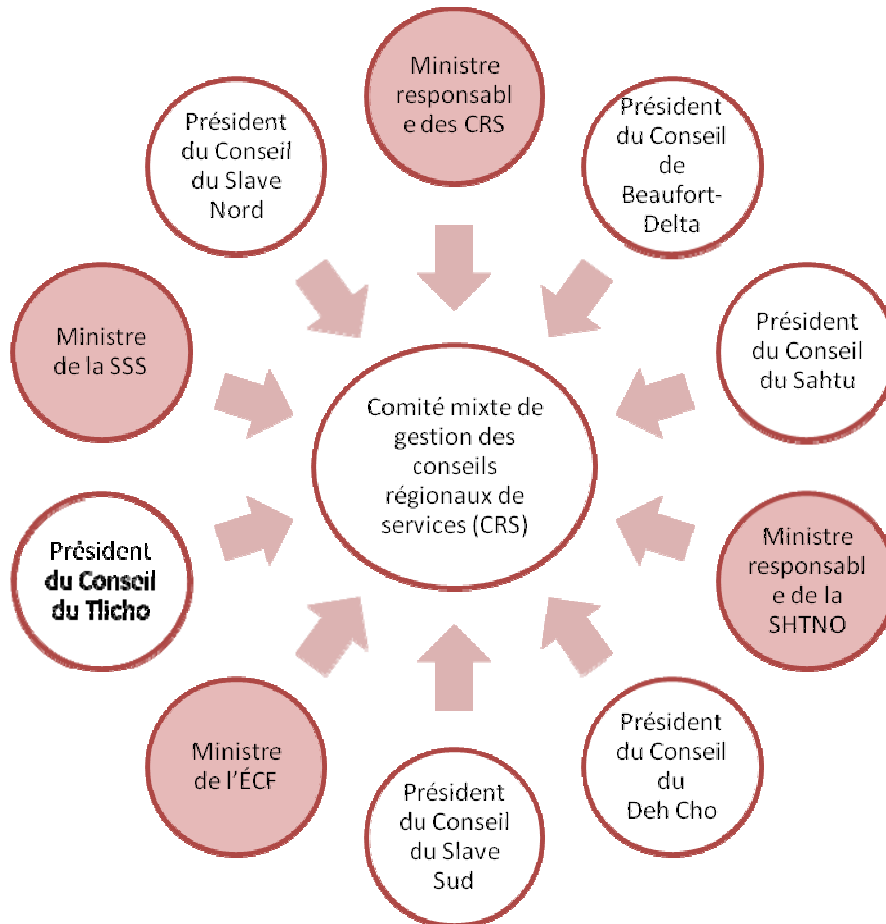 Ministre
responsabl
e des CRS
Président
du Conseil
de
Beaufort-
Delta
Président
du Conseil
du Sahtu
Ministre
responsabl
e de la
SHTNO
Président
du Conseil
du
Deh Cho
Président
du Conseil
du Slave
Sud
Ministre
de l'ÉCF
Président
du Conseil
du Tlicho
Ministre
de la SSS
Président
du Conseil
du Slave
Nord
Comité mixte de
gestion des
conseils
régionaux de
services (CRS)